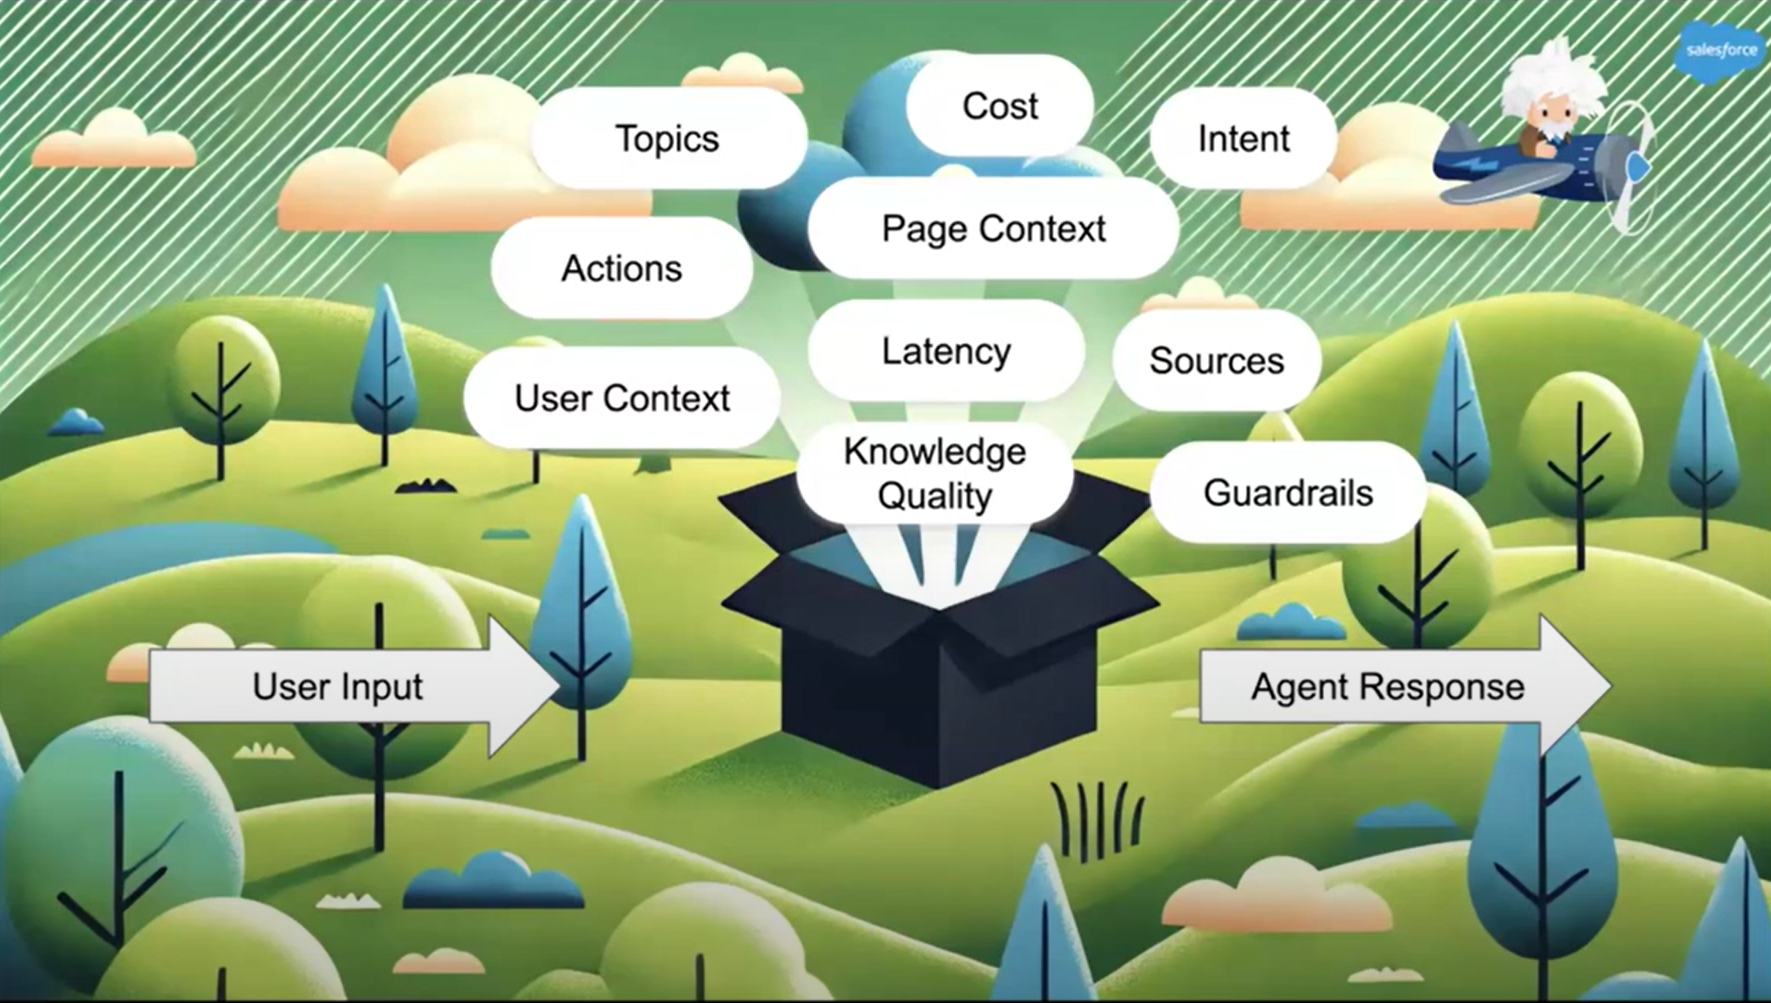 salesforce
Cost
Topics
Intent
Page Context
Actions
Latency
Sources
User Context
Knowledge
Quality
Guardrails
User Input
Agent Response